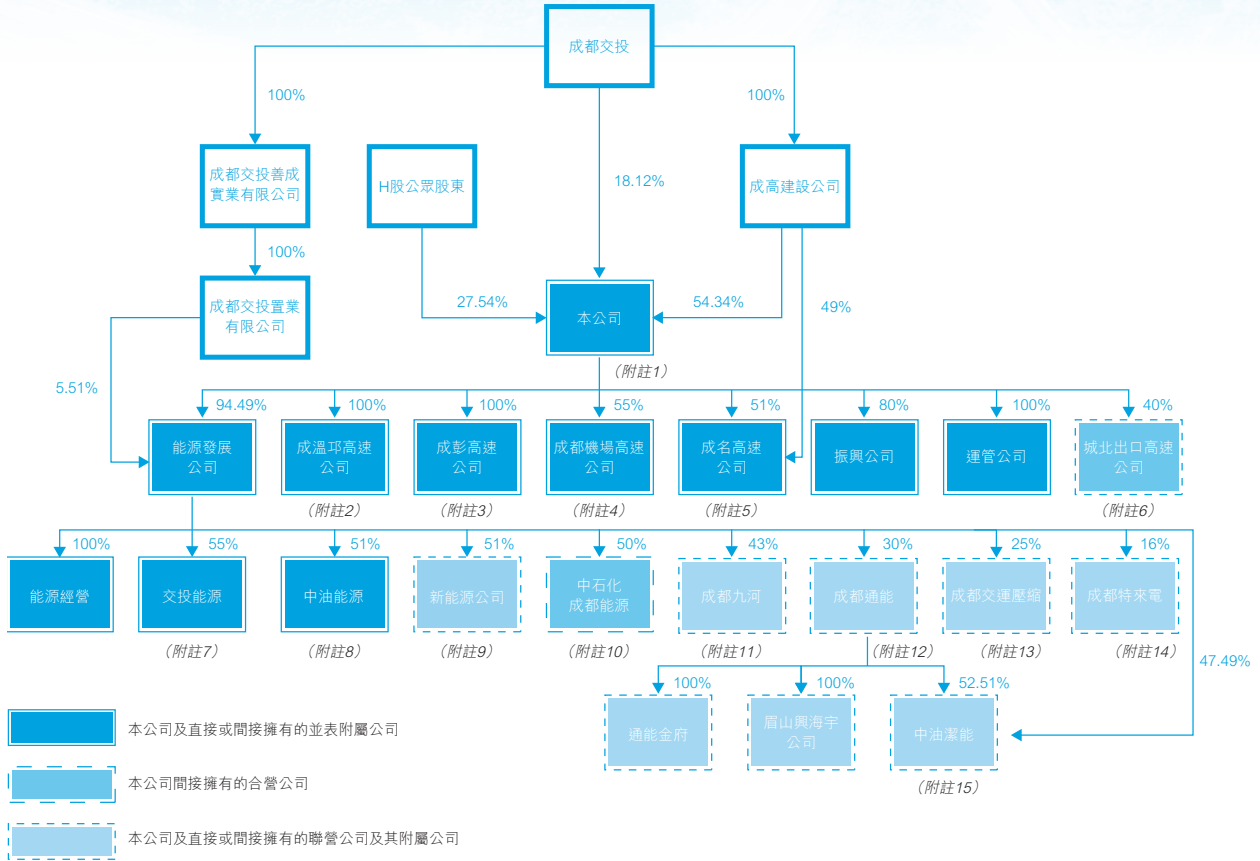 成都交投
100%
100%
成都交投善成
實業有限公司
H股公眾股東
18.12%
成高建設公司
100%
成都交投置業
有限公司
27.54%
本公司
54.34%
49%
(附註1)
5.51%
94.49%
100%
100%
55%
51%
80%
100%
40%
能源發展
公司
成溫邛高速
公司
成彭高速
公司
成都機場高速
公司
成名高速
公司
振興公司
運管公司
城北出口高速
公司
(附註2)
(附註3)
(附註4)
(附註5)
(附註6)
100%
55%
51%
51%
50%
43%
30%
25%
16%
能源經營
交投能源
中油能源
新能源公司
中石化
成都能源
成都九河
成都通能
成都交運壓縮
成都特來電
(附註7)
(附註8)
(附註9)
(附註10)
(附註11)
(附註12)
(附註13)
(附註14)
47.49%
100%
100%
52.51%
通能金府
眉山興海宇
公司
中油潔能
(附註15)
本公司及直接或間接擁有的並表附屬公司
本公司間接擁有的合營公司
本公司及直接或間接擁有的聯營公司及其附屬公司